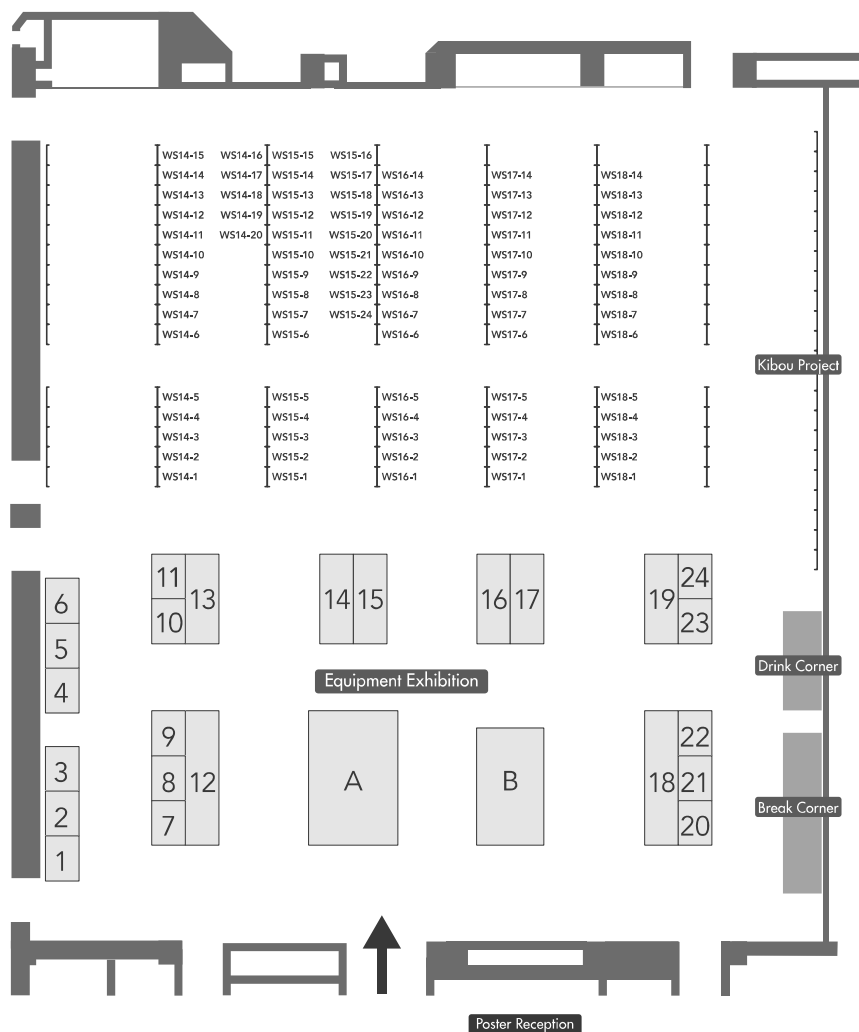 WS14-15 WS14-16 WS15-15 WS15-16
WS14-14 WS14-17 WS15-14 WS15-17 WS16-14 WS17-14 WS18-14
WS14-13 WS14-18 WS15-13 WS15-18 WS16-13 WS17-13 WS18-13
WS14-12 WS14-19 WS15-12 WS15-19 WS16-12 WS17-12 WS18-12
WS14-11 WS14-20 WS15-11 WS15-20 WS16-11 WS17-11 WS18-11
WS14-10 WS15-10 WS15-21 WS16-10 WS17-10 WS18-10
WS14-9 WS15-9 WS15-22 WS16-9 WS17-9 WS18-9
WS14-8 WS15-8 WS15-23 WS16-8 WS17-8 WS18-8
WS14-7 WS15-7 WS15-24 WS16-7 WS17-7 WS18-7
WS14-6 WS15-6 WS16-6 WS17-6 WS18-6
Kibou Project
WS14-5 WS15-5 WS16-5 WS17-5 WS18-5
WS14-4 WS15-4 WS16-4 WS17-4 WS18-4
WS14-3 WS15-3 WS16-3 WS17-3 WS18-3
WS14-2 WS15-2 WS16-2 WS17-2 WS18-2
WS14-1 WS15-1 WS16-1 WS17-1 WS18-1
11 24
6 13 14 15 16 17 19
10 23
5
4
Drink Corner
Equipment Exhibition
9 22
3 8 12 A B 18 21
2 7 20
Break Corner
1
Poster Reception